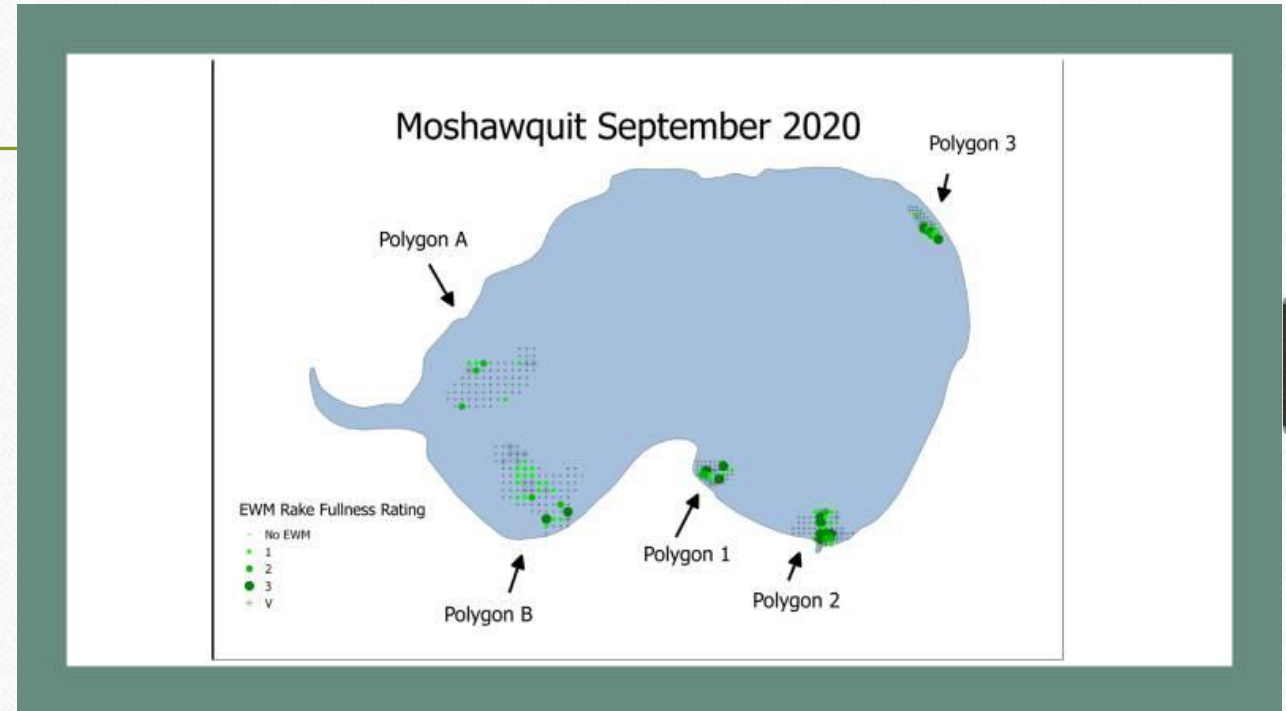 Moshawquit September 2020
Polygon 3
Polygon A
EWM Rake Fullness Rating
No EWM
1
2
3
V
Polygon 1
Polygon 2
Polygon B